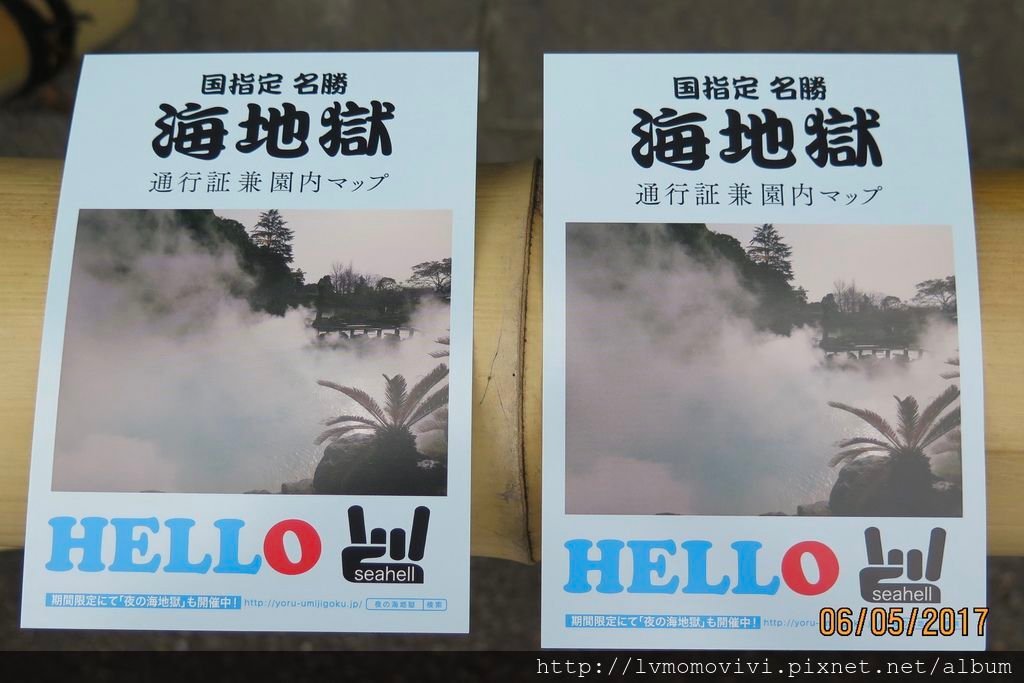 国指定 名勝
海地獄
通行証兼園内マップ
HELLO
seahell
期間限定にて「夜の海地獄」も開催中! http://yoru-umijigoku.jp/ 夜の海地獄 検索
国指定 名勝
海地獄
通行証兼園内マップ
HELLO
seahell
期間限定にて「夜の海地獄」も開催中! http://yoru-
06/05/2017
http://lvmomovivi.pixnet.net/album